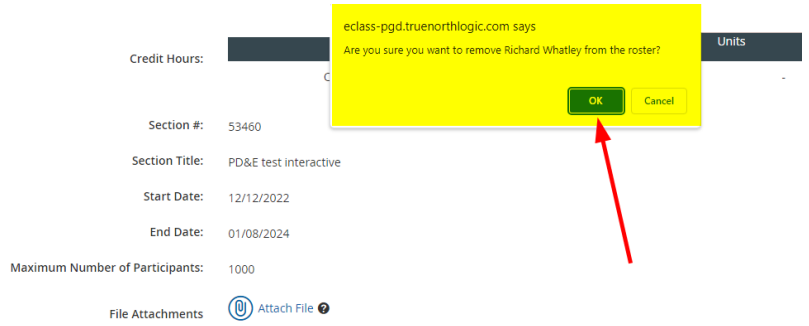 eclass-pgd.truenorthlogic.com says
Are you sure you want to remove Richard Whatley from the roster?
OK Cancel
Units
Credit Hours:
C
-
Section #: 53460
Section Title: PD&E test interactive
Start Date: 12/12/2022
End Date: 01/08/2024
Maximum Number of Participants: 1000
File Attachments Attach File ?